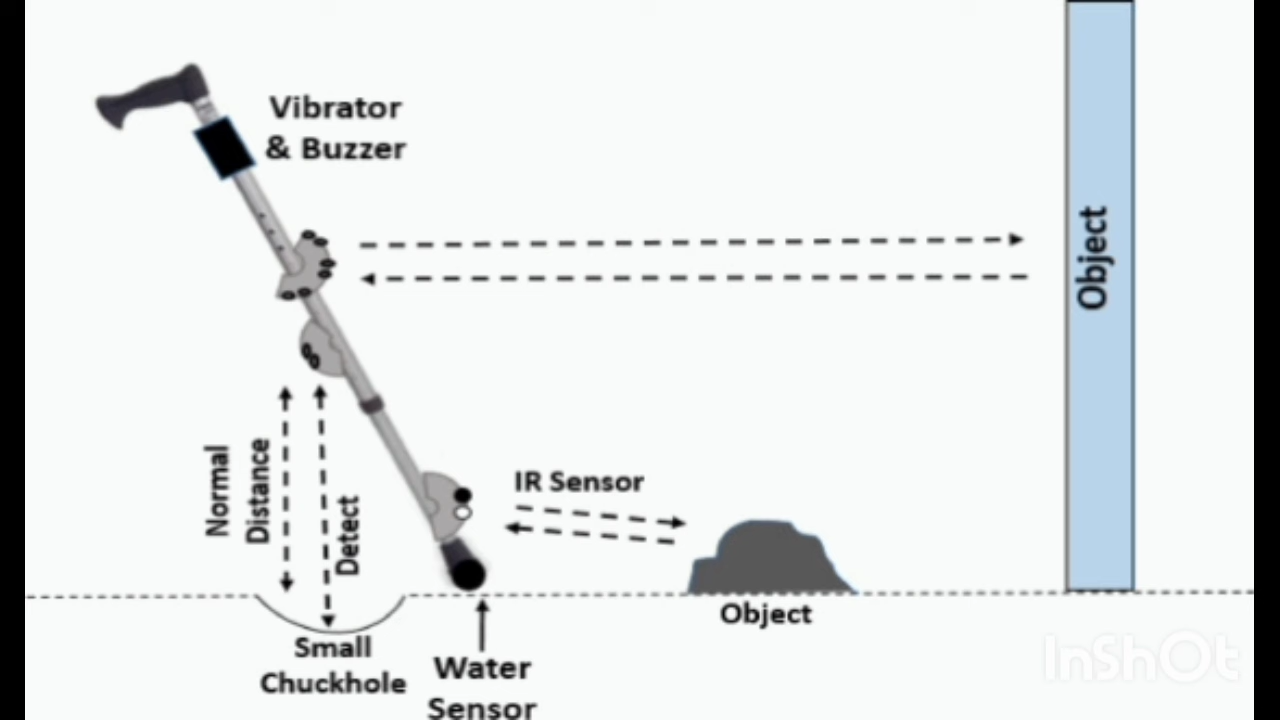 Vibrator
& Buzzer
Object
Normal
Distance
Detect
IR Sensor
Object
Small
Chuckhole
Water
Sensor
InShOt